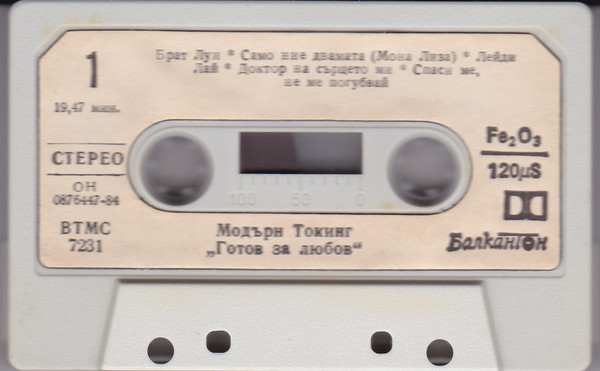 1
Брат Луи * Само ние двамата (Мона Лиза) * Лейди
Лай * Доктор на сърцето ми * Спаси ме,
не ме погубвай
19,47 мин.
СТЕРЕО
ОН
0876447-84
ВТМС
7231
100 50 0
Fe2O3
120µS
Модърн Токинг
„Готов за любов“
Балкантон